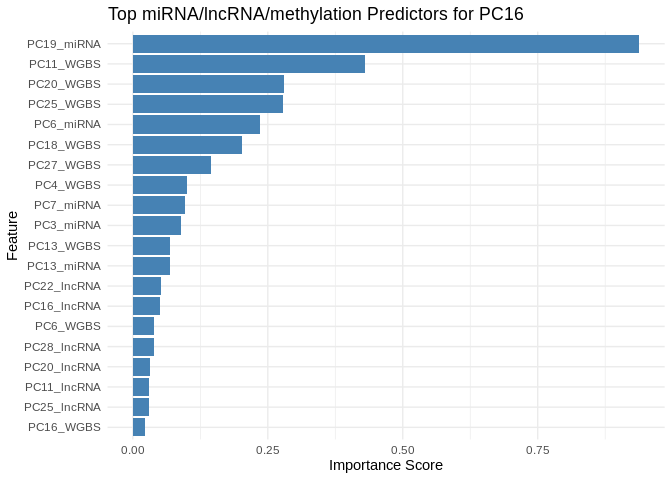 Top miRNA/lncRNA/methylation Predictors for PC16
Feature
PC19_miRNA
PC11_WGBS
PC20_WGBS
PC25_WGBS
PC6_miRNA
PC18_WGBS
PC27_WGBS
PC4_WGBS
PC7_miRNA
PC3_miRNA
PC13_WGBS
PC13_miRNA
PC22_lncRNA
PC16_lncRNA
PC6_WGBS
PC28_lncRNA
PC20_lncRNA
PC11_lncRNA
PC25_lncRNA
PC16_WGBS
0.00 0.25 0.50 0.75
Importance Score